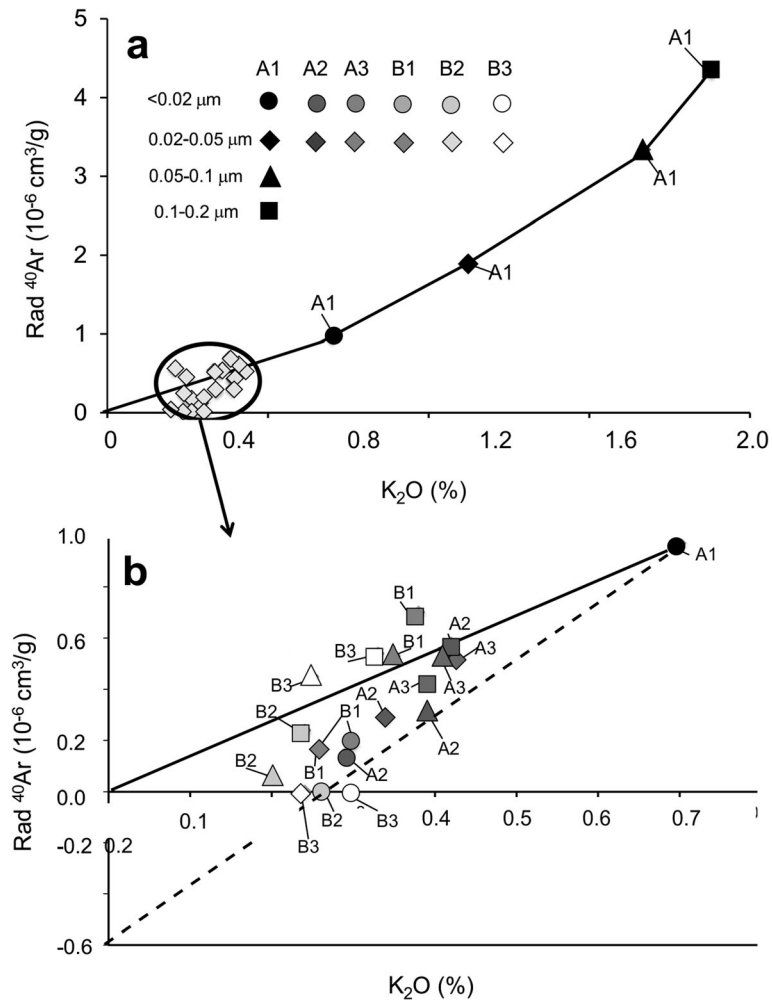 5
a
A1
A1 A2 A3 B1 B2 B3
<0.02 μm
4
0.02-0.05 μm
0.05-0.1 μm
3
A1
0.1-0.2 μm
Rad ⁴⁰Ar (10⁻⁶ cm³/g)
2
A1
A1
1
0
0 0.4 0.8 1.2 1.6 2.0
K₂O (%)
1.0
b
A1
B1
A2
0.6
B3 B1 A3
B3 A3 A3
A2
B2 B1
Rad ⁴⁰Ar (10⁻⁶ cm³/g)
0.2
A2
B2 B1 A2
0.0
0.1 0.4 0.5 0.6 0.7
B2 B3
B3
-0.2 0.2
-0.6
K₂O (%)